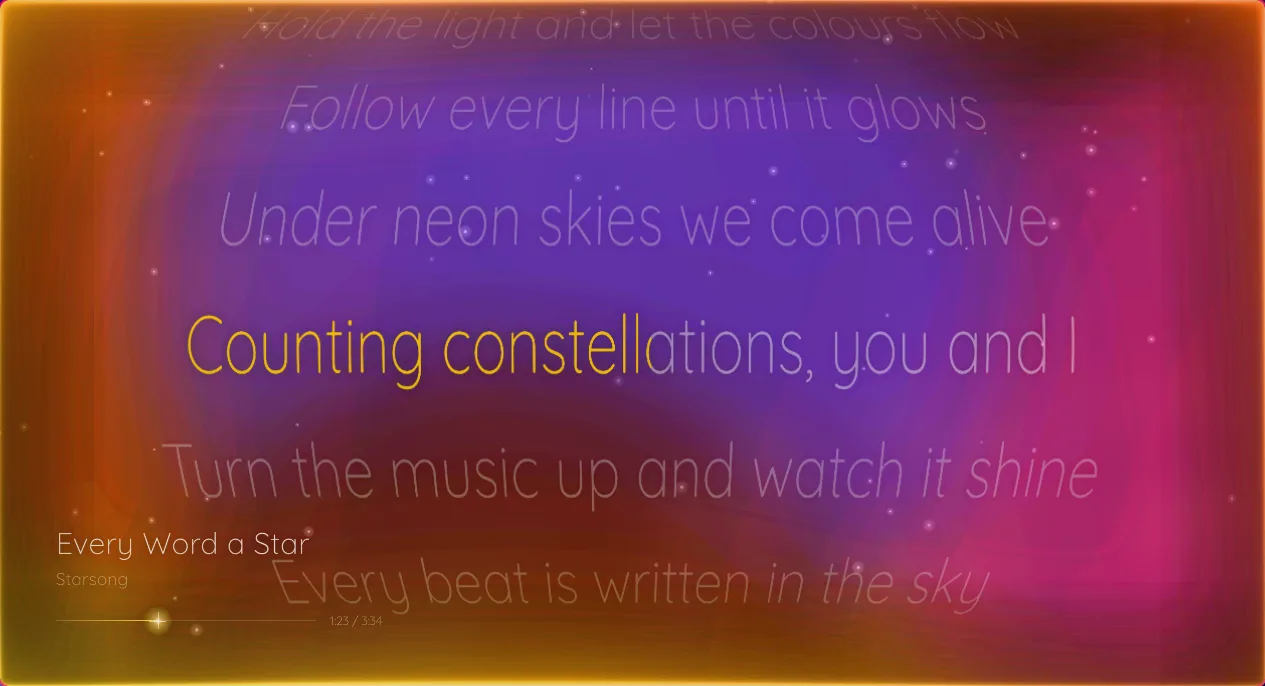 Hold the light and let the colours flow
Follow every line until it glows
Under neon skies we come alive
Counting constellations, you and I
Turn the music up and watch it shine
Every Word a Star
Starsong
Every beat is written in the sky
1:23 / 3:34